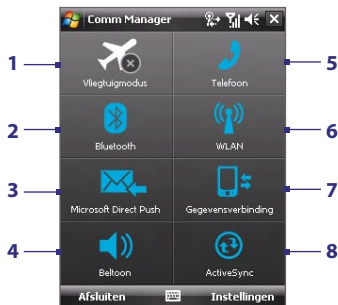 Comm Manager
1 Vliegtuigmodus
Telefoon 5
2 Bluetooth
WLAN 6
3 Microsoft Direct Push
Gegevensverbinding 7
4 Beltoon
ActiveSync 8
Afsluiten Instellingen